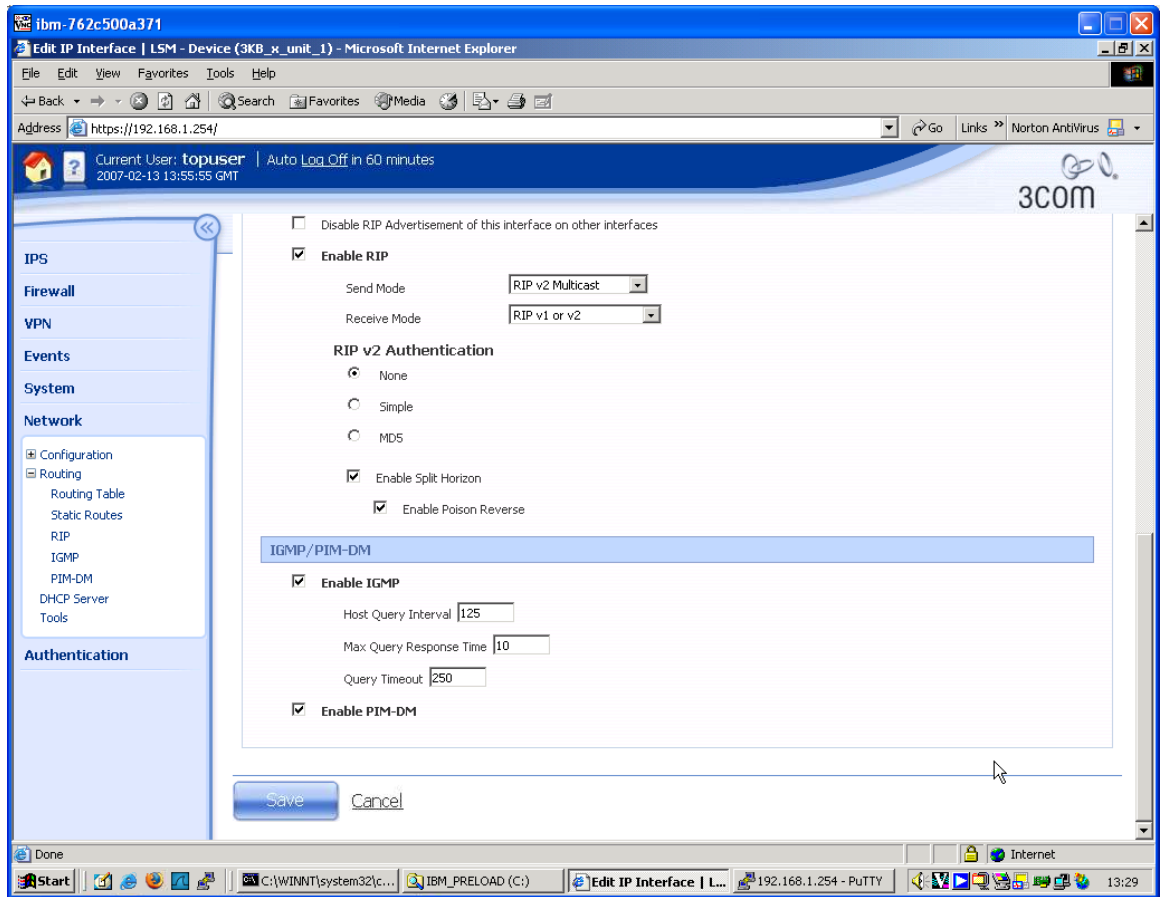 ibm-762c500a371
Edit IP Interface | LSM - Device (3KB_x_unit_1) - Microsoft Internet Explorer
File Edit View Favorites Tools Help
Back Search Favorites Media
Address https://192.168.1.254/ Go Links » Norton AntiVirus
Current User: topuser | Auto Log Off in 60 minutes
2007-02-13 13:55:55 GMT
3COM
IPS
Firewall
VPN
Events
System
Network
Configuration
Routing
Routing Table
Static Routes
RIP
IGMP
PIM-DM
DHCP Server
Tools
Authentication
Disable RIP Advertisement of this interface on other interfaces
Enable RIP
Send Mode RIP v2 Multicast
Receive Mode RIP v1 or v2
RIP v2 Authentication
None
Simple
MD5
Enable Split Horizon
Enable Poison Reverse
IGMP/PIM-DM
Enable IGMP
Host Query Interval 125
Max Query Response Time 10
Query Timeout 250
Enable PIM-DM
Save Cancel
Done Internet
Start C:\WINNT\system32\c... IBM_PRELOAD (C:) Edit IP Interface | L... 192.168.1.254 - PuTTY 13:29